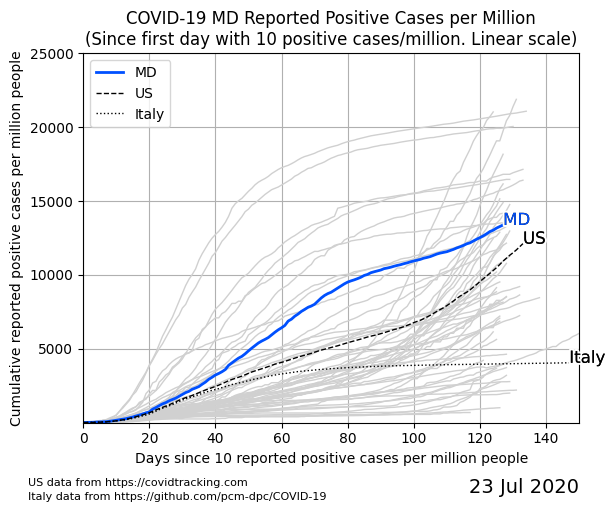 COVID-19 MD Reported Positive Cases per Million
(Since first day with 10 positive cases/million. Linear scale)
Cumulative reported positive cases per million people
25000
20000
15000
10000
5000
MD
US
Italy
MD
US
Italy
0 20 40 60 80 100 120 140
Days since 10 reported positive cases per million people
US data from https://covidtracking.com
Italy data from https://github.com/pcm-dpc/COVID-19
23 Jul 2020